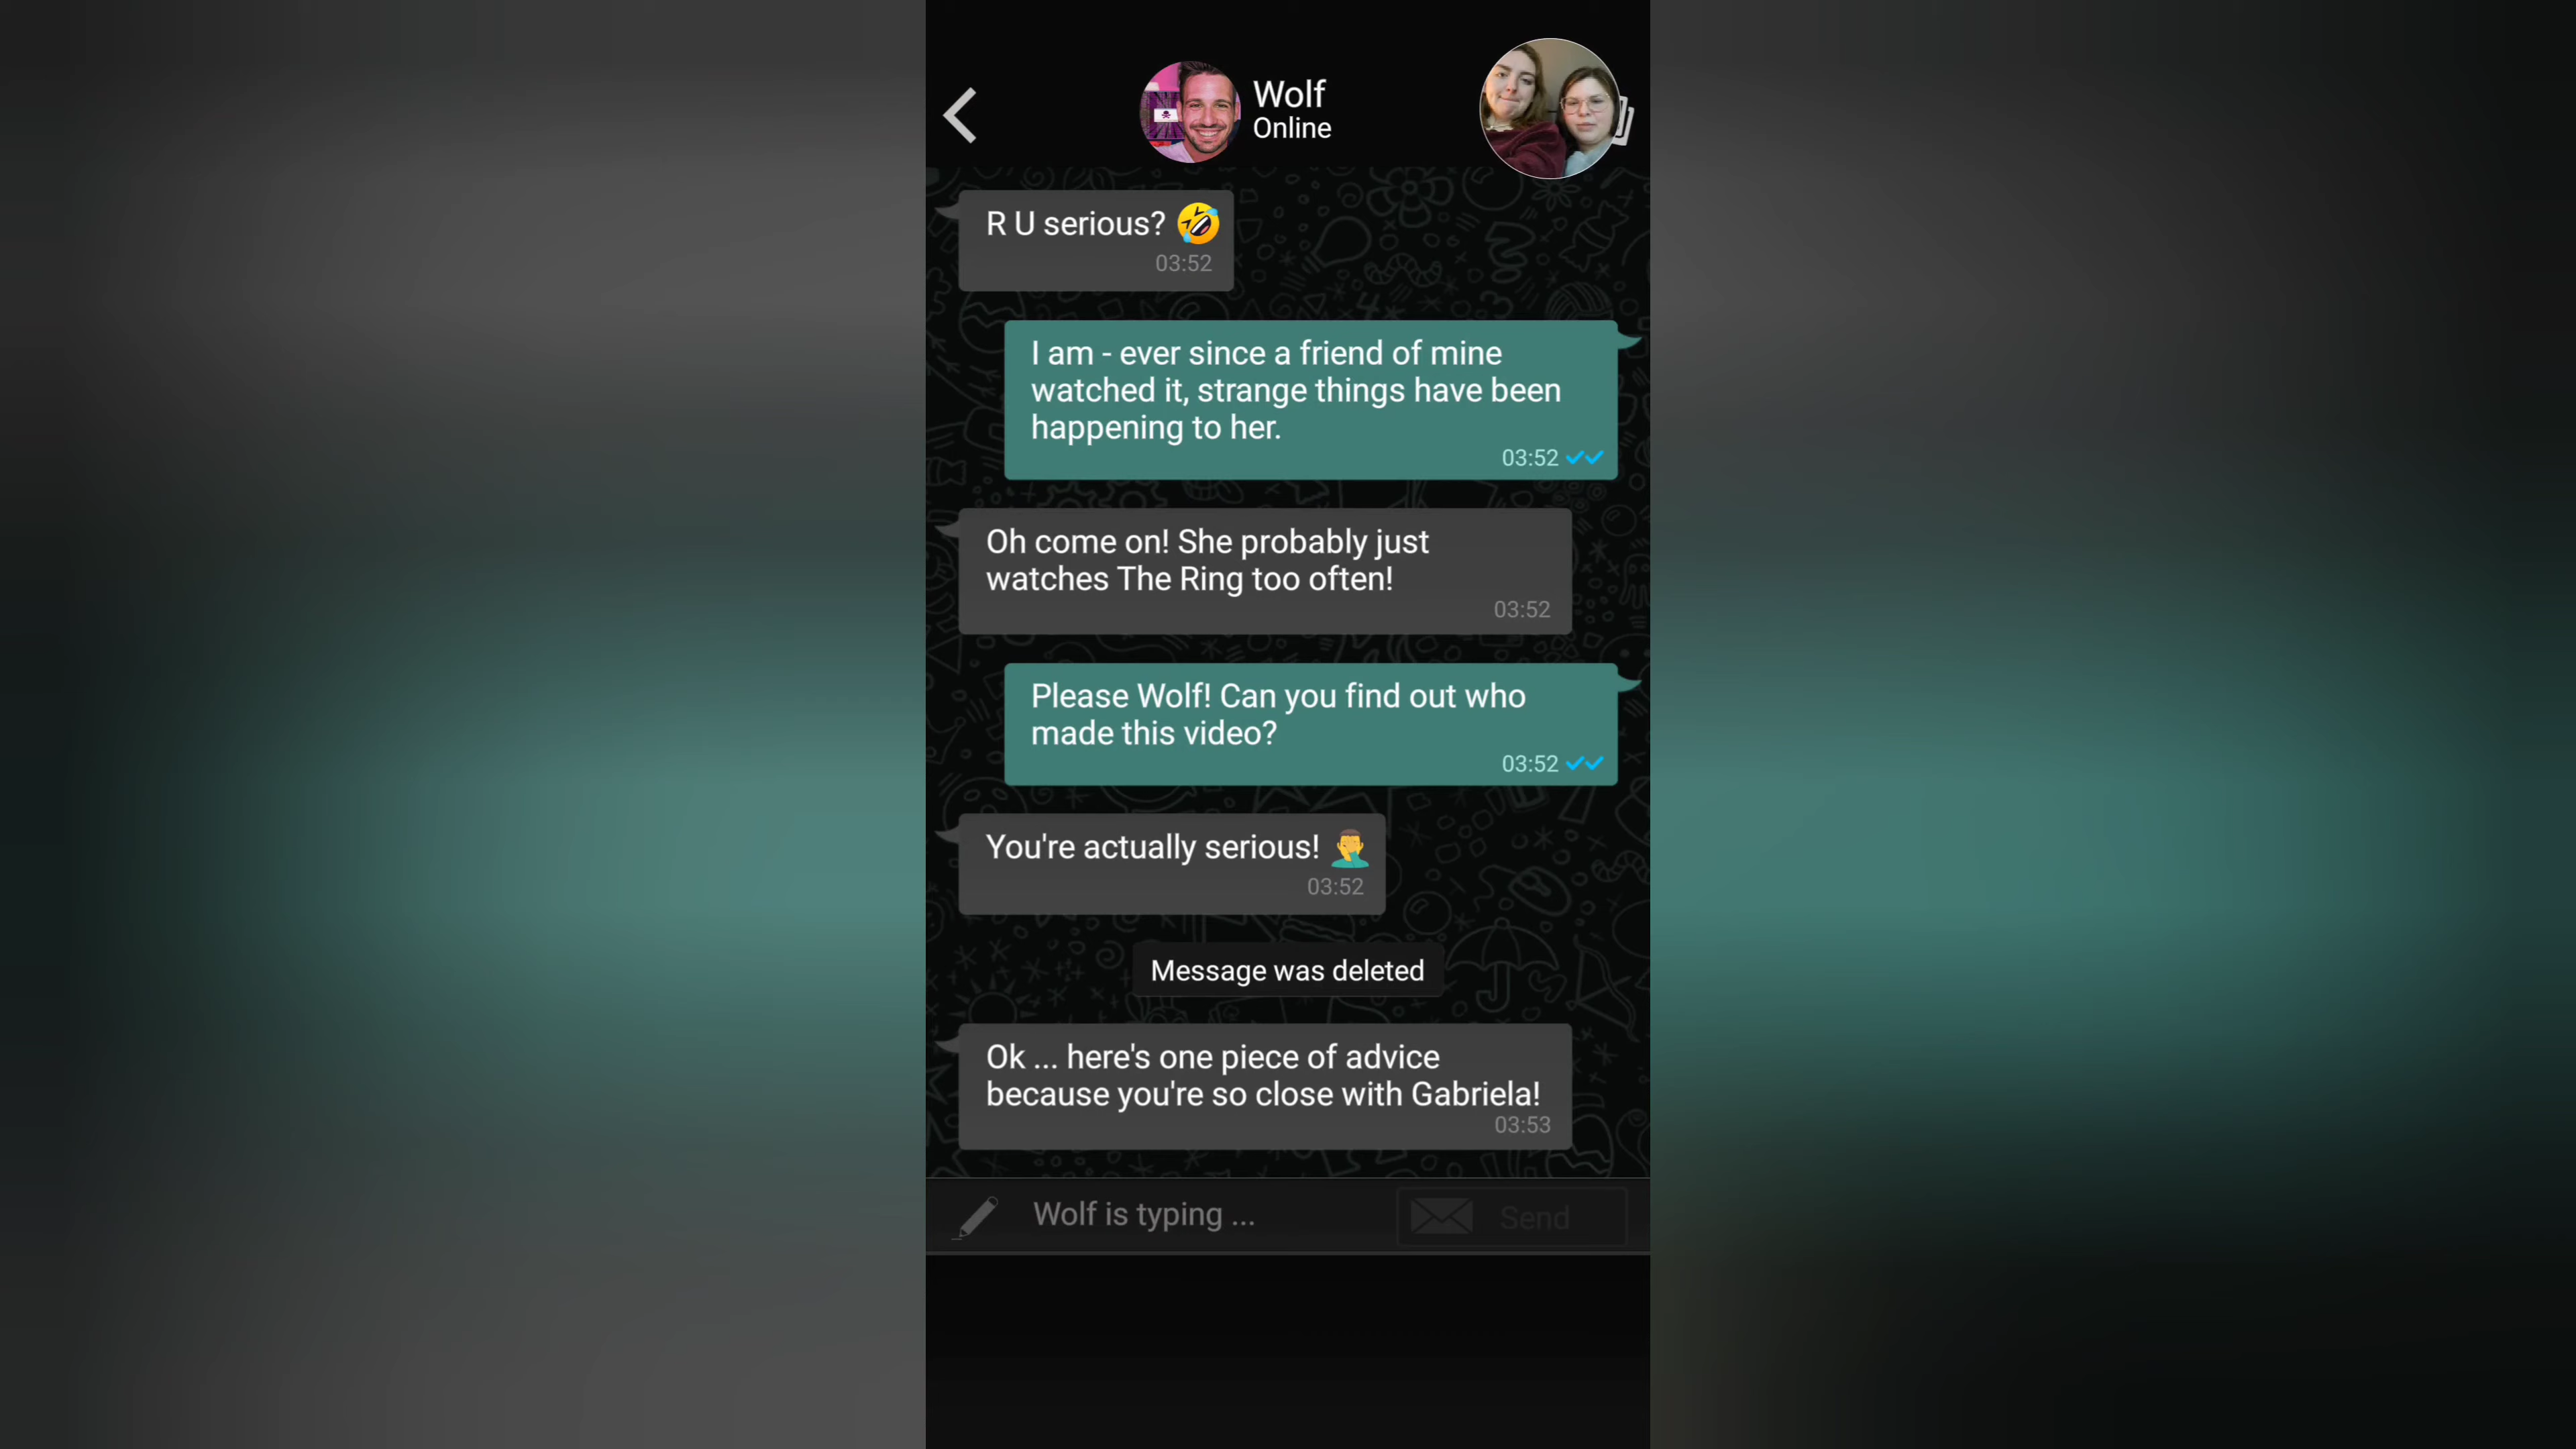 Wolf
Online
R U serious? 🤣
03:52
I am - ever since a friend of mine
watched it, strange things have been
happening to her.
03:52
Oh come on! She probably just
watches The Ring too often!
03:52
Please Wolf! Can you find out who
made this video?
03:52
You're actually serious! 🤦‍♂️
03:52
Message was deleted
Ok ... here's one piece of advice
because you're so close with Gabriela!
03:53
Wolf is typing ...
Send